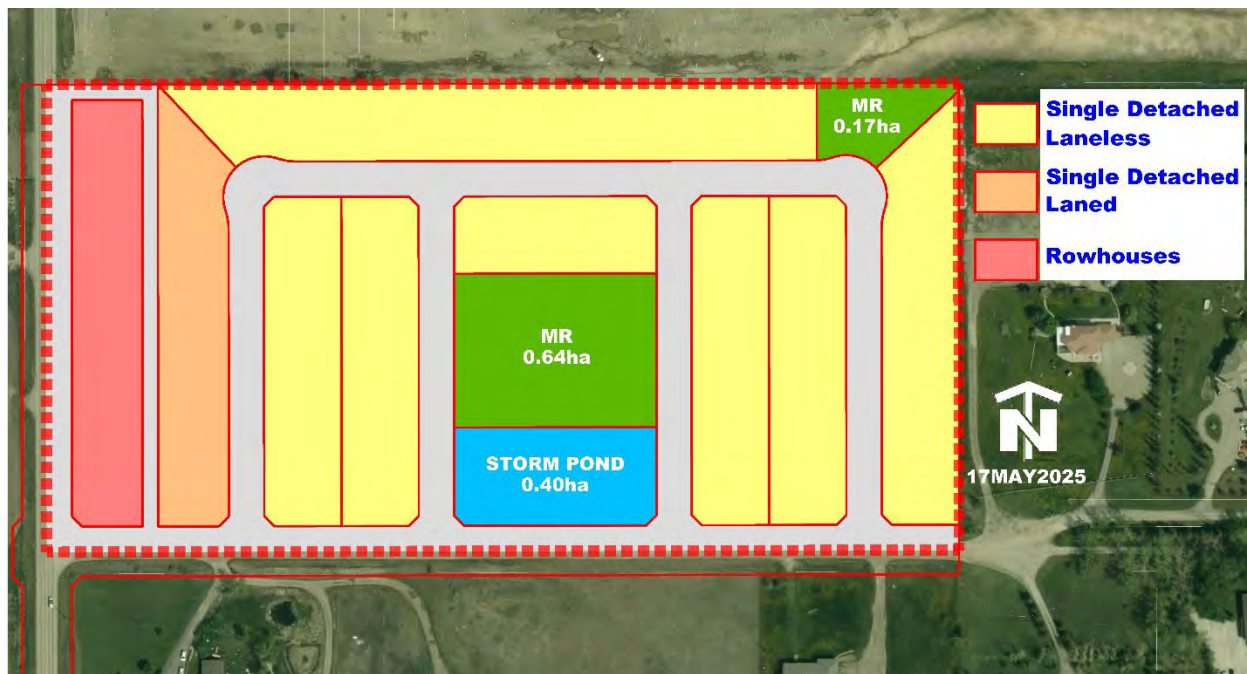 MR
0.17ha
Single Detached
Laneless
Single Detached
Laned
Rowhouses
MR
0.64ha
STORM POND
0.40ha
N
17MAY2025